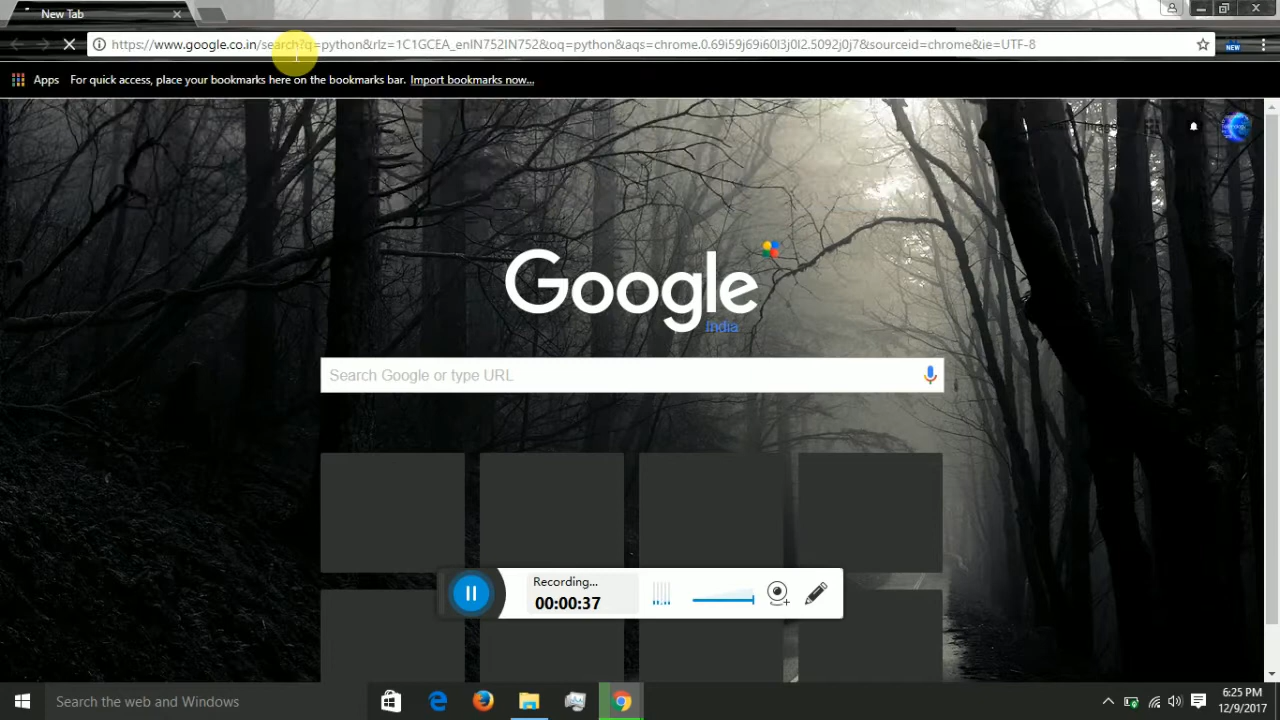 New Tab
https://www.google.co.in/search?q=python&rlz=1C1GCEA_enIN752IN753&oq=python&aqs=chrome.0.69i59j69i60l3j0l2.5092j0j7&sourceid=chrome&ie=UTF-8
NEW
Apps For quick access, place your bookmarks here on the bookmarks bar. Import bookmarks now...
Google
India
Search Google or type URL
Recording...
00:00:37
Search the web and Windows
6:25 PM
12/9/2017